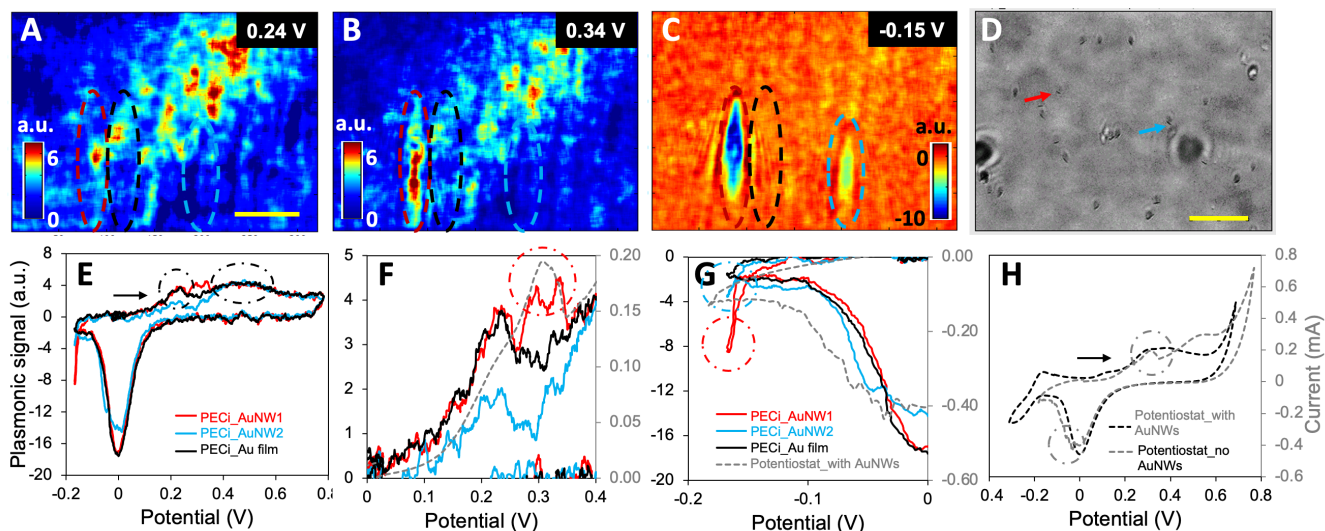 A
0.24 V
a.u.
6
0
B
0.34 V
a.u.
6
0
C
-0.15 V
a.u.
0
-10
D
E
Plasmonic signal (a.u.)
8
4
0
-4
-8
-12
-16
-20
-0.2
0
0.2
0.4
0.6
0.8
PECi_AuNW1
PECi_AuNW2
PECi_Au film
Potential (V)
F
5
4
3
2
1
0
0.20
0.15
0.10
0.05
0.00
0
0.1
0.2
0.3
0.4
Potential (V)
G
0
-4
-8
-12
-16
-20
-0.00
-0.20
-0.40
-0.60
-0.2
-0.1
0
PECi_AuNW1
PECi_AuNW2
PECi_Au film
Potentiostat_with AuNWs
Potential (V)
H
0.8
0.6
0.4
0.2
0
-0.2
-0.4
-0.6
Current (mA)
Potentiostat_with
AuNWs
Potentiostat_no
AuNWs
0.4
-0.2
0
0.2
0.4
0.6
0.8
Potential (V)